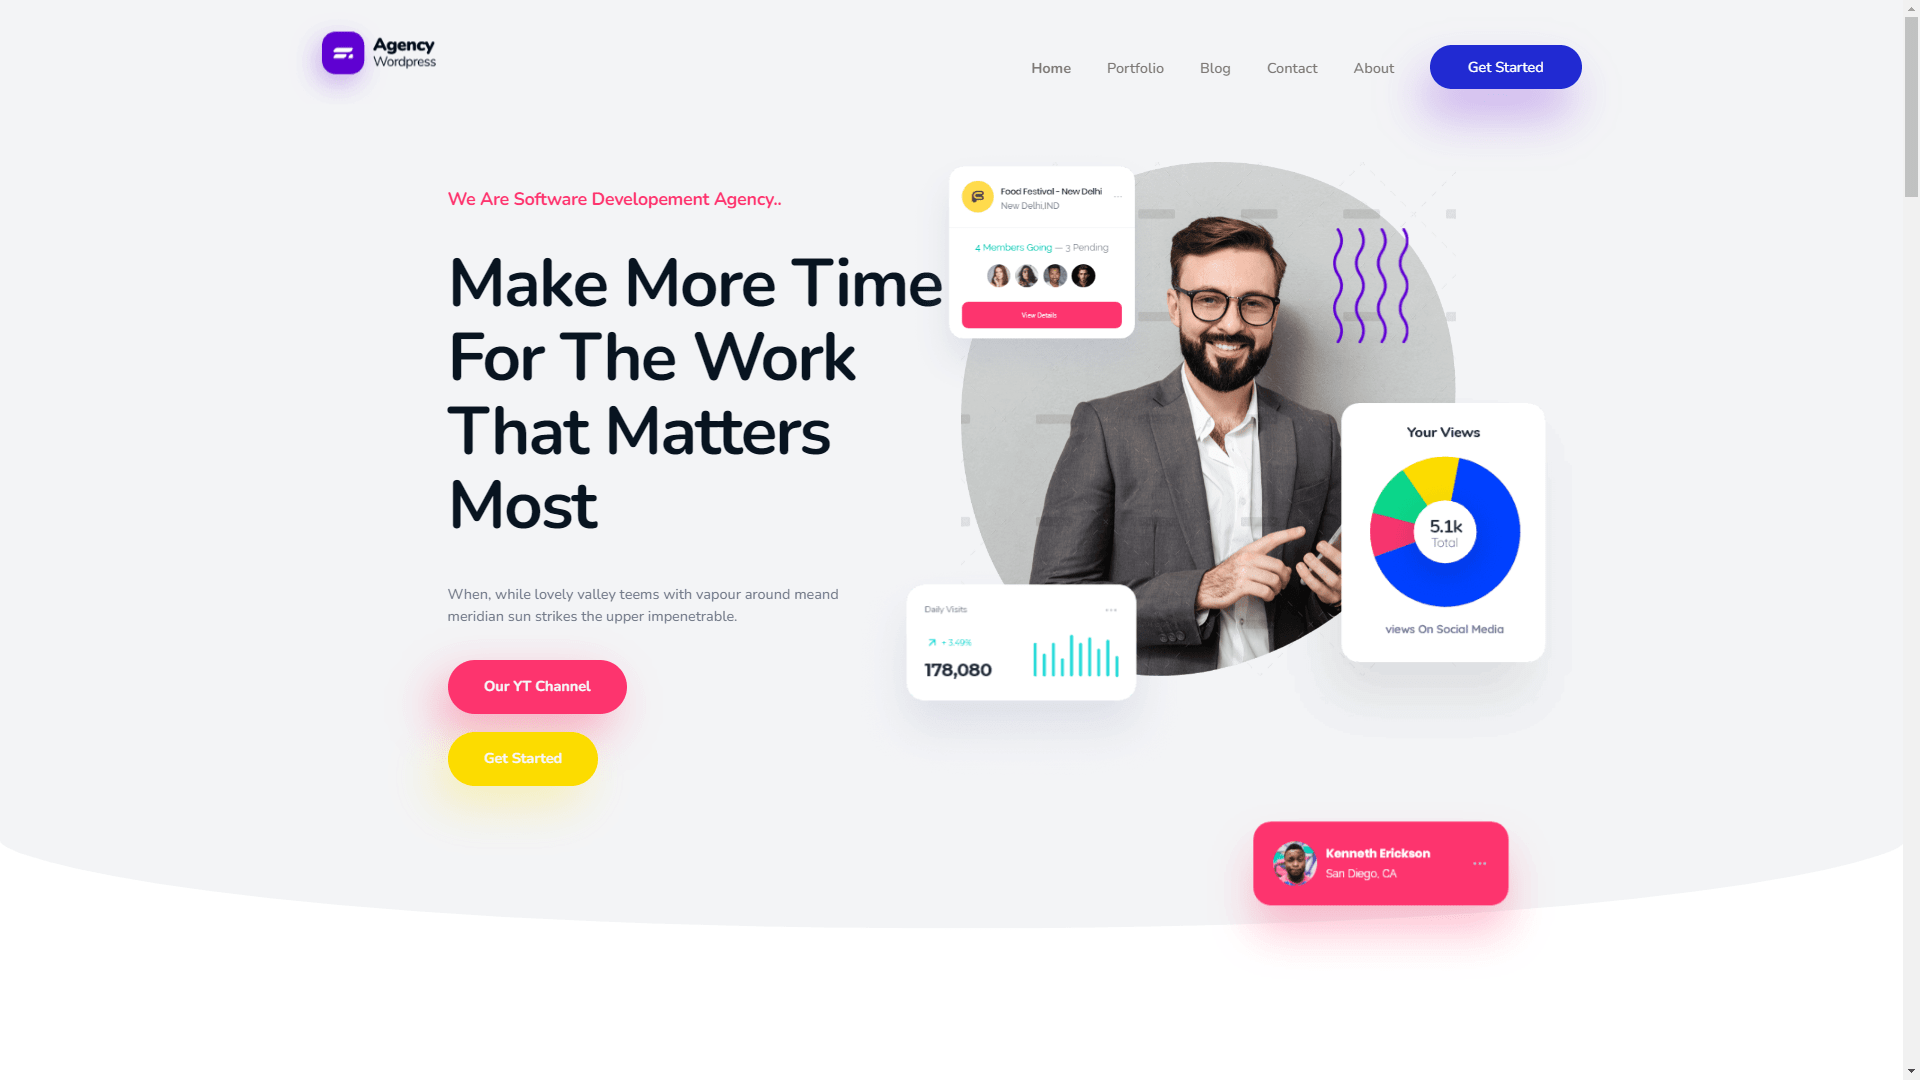 Agency
Wordpress
Home
Portfolio
Blog
Contact
About
Get Started
We Are Software Developement Agency..
Make More Time
For The Work
That Matters
Most
When, while lovely valley teems with vapour around meand
meridian sun strikes the upper impenetrable.
Our YT Channel
Get Started
Food Festival - New Delhi
New Delhi,IND
4 Members Going — 3 Pending
View Details
Your Views
5.1k
Total
views On Social Media
Daily Visits
+ 3.49%
178,080
Kenneth Erickson
San Diego, CA